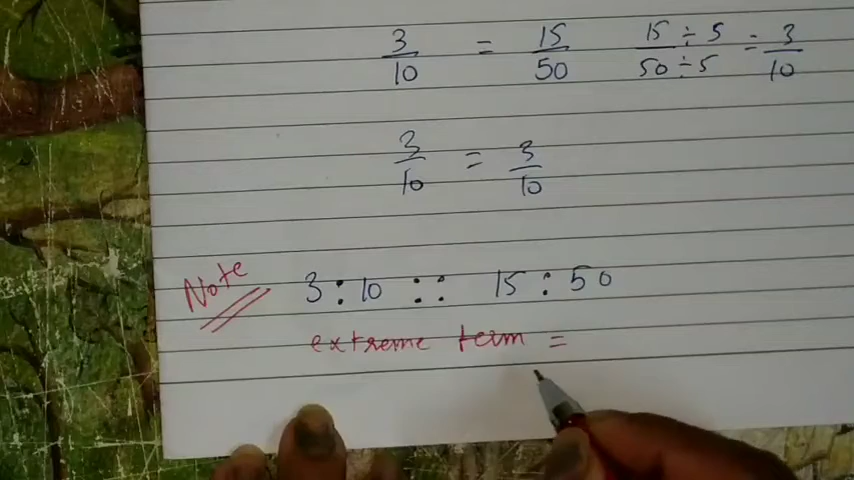 3/10 = 15/50 15÷5/50÷5 = 3/10
3/10 = 3/10
Note 3:10 :: 15:50
extreme term =